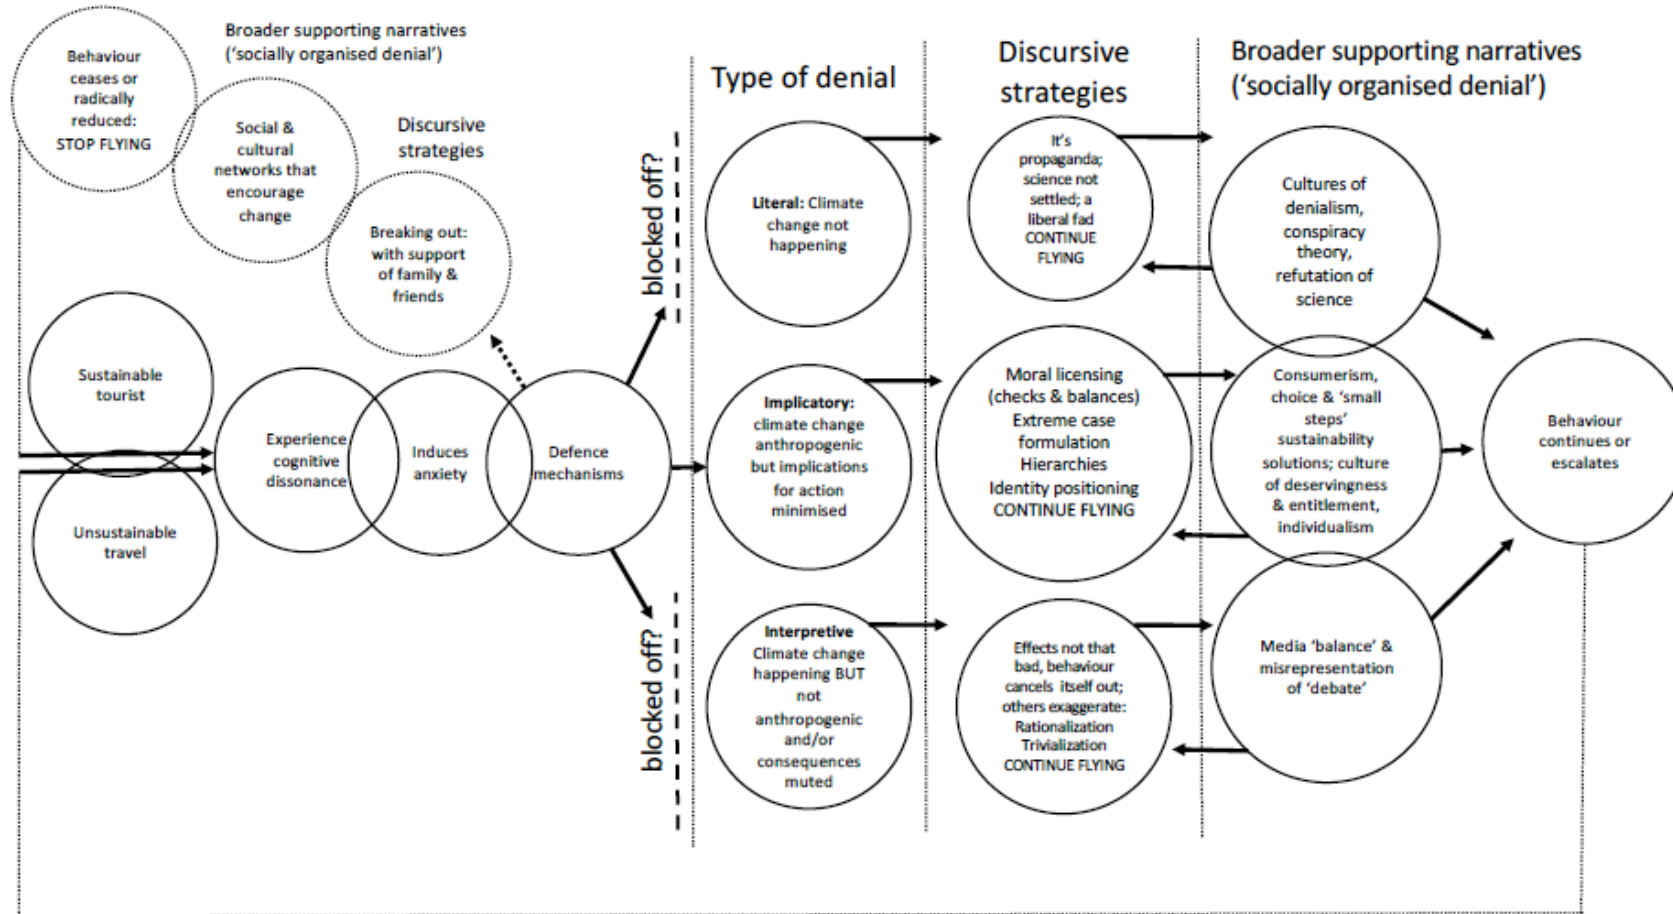 Behaviour
ceases or
radically
reduced:
STOP FLYING
Broader supporting narratives
(‘socially organised denial’)
Social &
cultural
networks that
encourage
change
Discursive
strategies
Breaking out:
with support
of family &
friends
Sustainable
tourist
Unsustainable
travel
Experience
cognitive
dissonance
Induces
anxiety
Defence
mechanisms
blocked off?
blocked off?
Type of denial
Literal: Climate
change not
happening
Implicatory:
climate change
anthropogenic
but implications
for action
minimised
Interpretive
Climate change
happening BUT
not
anthropogenic
and/or
consequences
muted
Discursive
strategies
It’s
propaganda;
science not
settled; a
liberal fad
CONTINUE
FLYING
Moral licensing
(checks & balances)
Extreme case
formulation
Hierarchies
Identity positioning
CONTINUE FLYING
Effects not that
bad, behaviour
cancels itself out;
others exaggerate:
Rationalization
Trivialization
CONTINUE FLYING
Broader supporting narratives
(‘socially organised denial’)
Cultures of
denialism,
conspiracy
theory,
refutation of
science
Consumerism,
choice & ‘small
steps’
sustainability
solutions; culture
of deservingness
& entitlement,
individualism
Media ‘balance’ &
misrepresentation
of ‘debate’
Behaviour
continues or
escalates